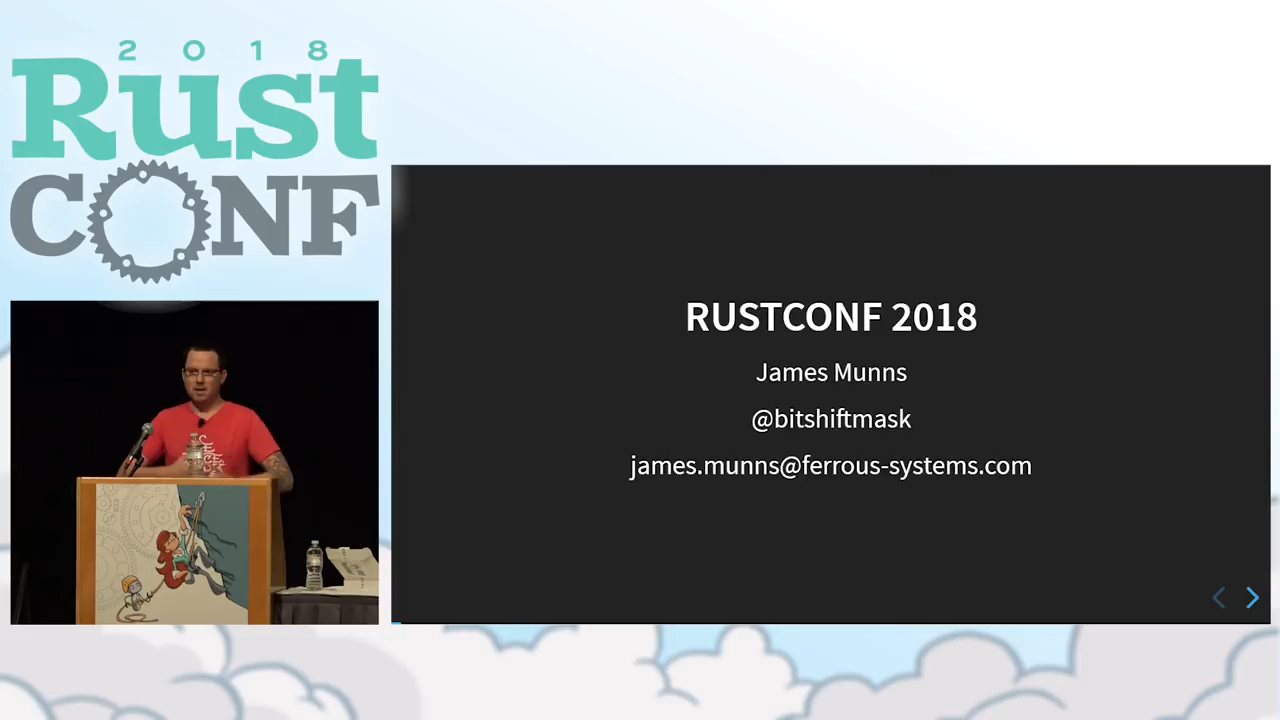 2018
Rust
CONF
RUSTCONF 2018
James Munns
@bitshiftmask
james.munns@ferrous-systems.com